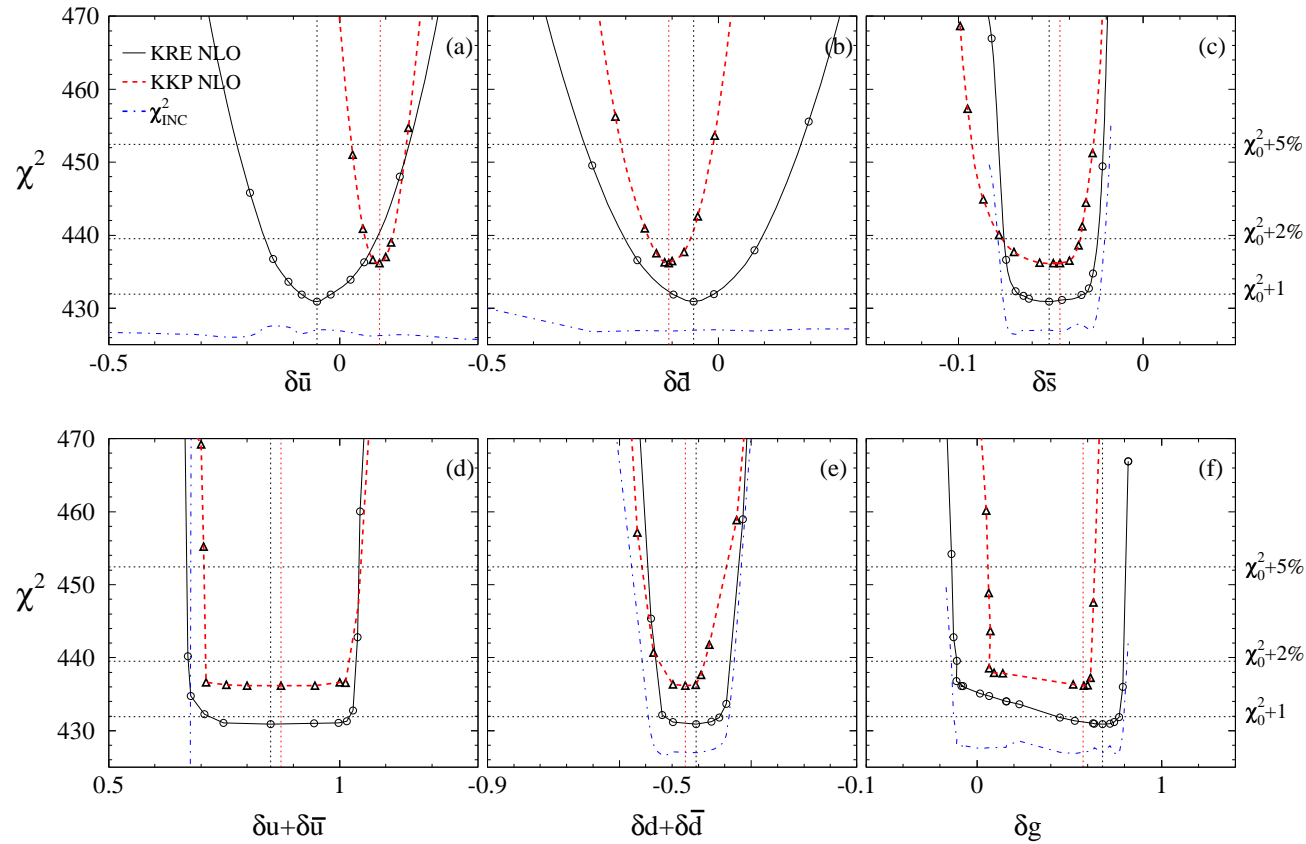 470
460
450
440
430
χ²
KRE NLO
KKP NLO
χ²INC
(a)
(b)
(c)
χ²0+5%
χ²0+2%
χ²0+1
-0.5
0
-0.5
0
-0.1
0
δū
δd̄
δs̄
470
460
450
440
430
χ²
(d)
(e)
(f)
χ²0+5%
χ²0+2%
χ²0+1
0.5
1
-0.9
-0.5
-0.1
0
1
δu+δū
δd+δd̄
δg